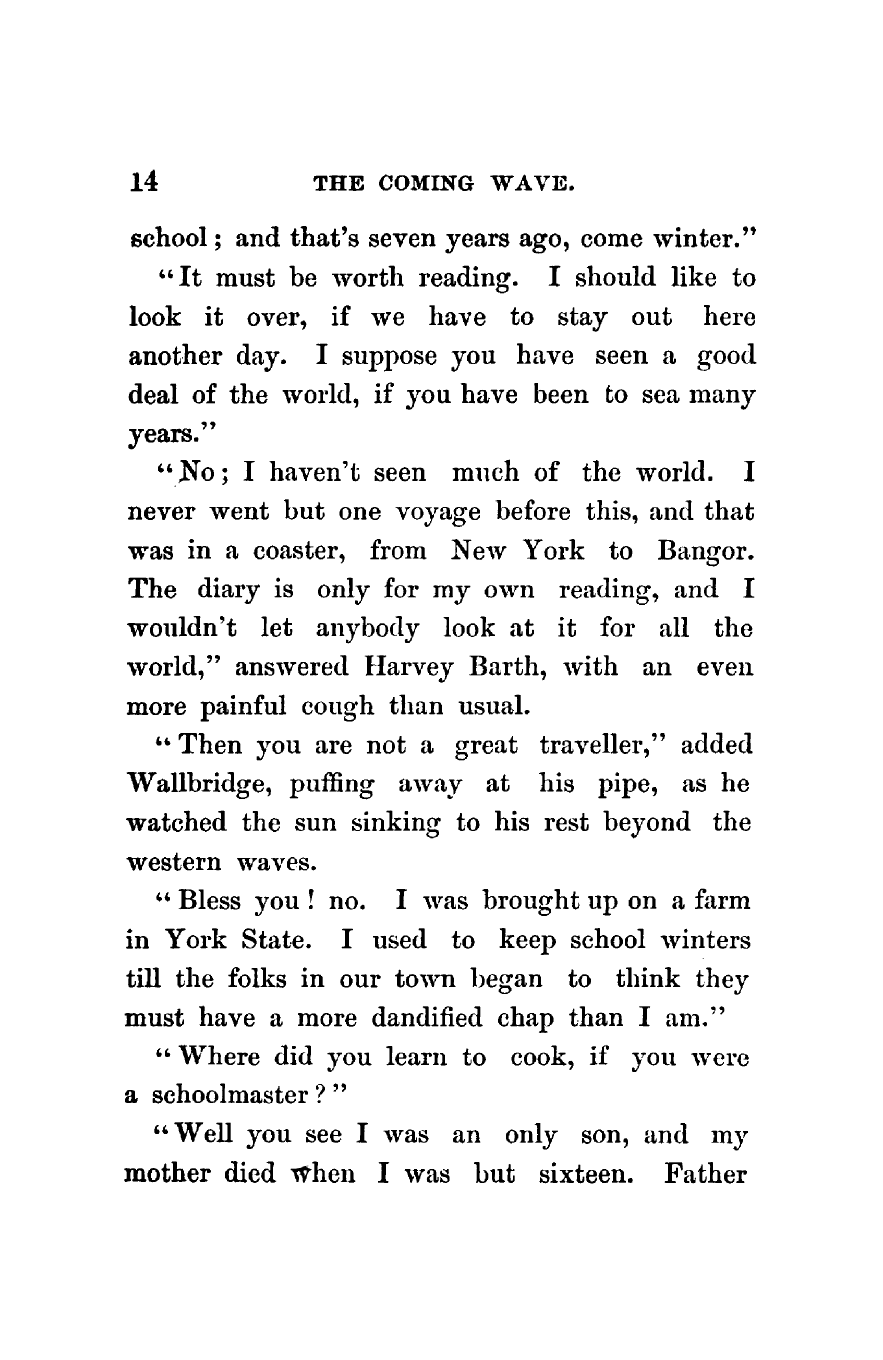 14 THE COMING WAVE.
school; and that's seven years ago, come winter."
"It must be worth reading. I should like to
look it over, if we have to stay out here
another day. I suppose you have seen a good
deal of the world, if you have been to sea many
years."
"No; I haven't seen much of the world. I
never went but one voyage before this, and that
was in a coaster, from New York to Bangor.
The diary is only for my own reading, and I
wouldn't let anybody look at it for all the
world," answered Harvey Barth, with an even
more painful cough than usual.
"Then you are not a great traveller," added
Wallbridge, puffing away at his pipe, as he
watched the sun sinking to his rest beyond the
western waves.
"Bless you! no. I was brought up on a farm
in York State. I used to keep school winters
till the folks in our town began to think they
must have a more dandified chap than I am."
"Where did you learn to cook, if you were
a schoolmaster?"
"Well you see I was an only son, and my
mother died when I was but sixteen. Father